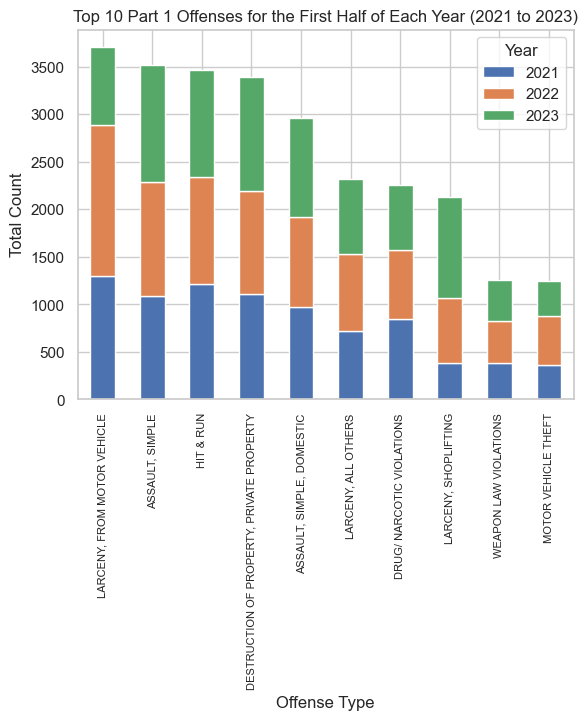 Top 10 Part 1 Offenses for the First Half of Each Year (2021 to 2023)
Year
2021
2022
2023
Total Count
3500
3000
2500
2000
1500
1000
500
0
LARCENY, FROM MOTOR VEHICLE
ASSAULT, SIMPLE
HIT & RUN
DESTRUCTION OF PROPERTY, PRIVATE PROPERTY
ASSAULT, SIMPLE, DOMESTIC
LARCENY, ALL OTHERS
DRUG/ NARCOTIC VIOLATIONS
LARCENY, SHOPLIFTING
WEAPON LAW VIOLATIONS
MOTOR VEHICLE THEFT
Offense Type